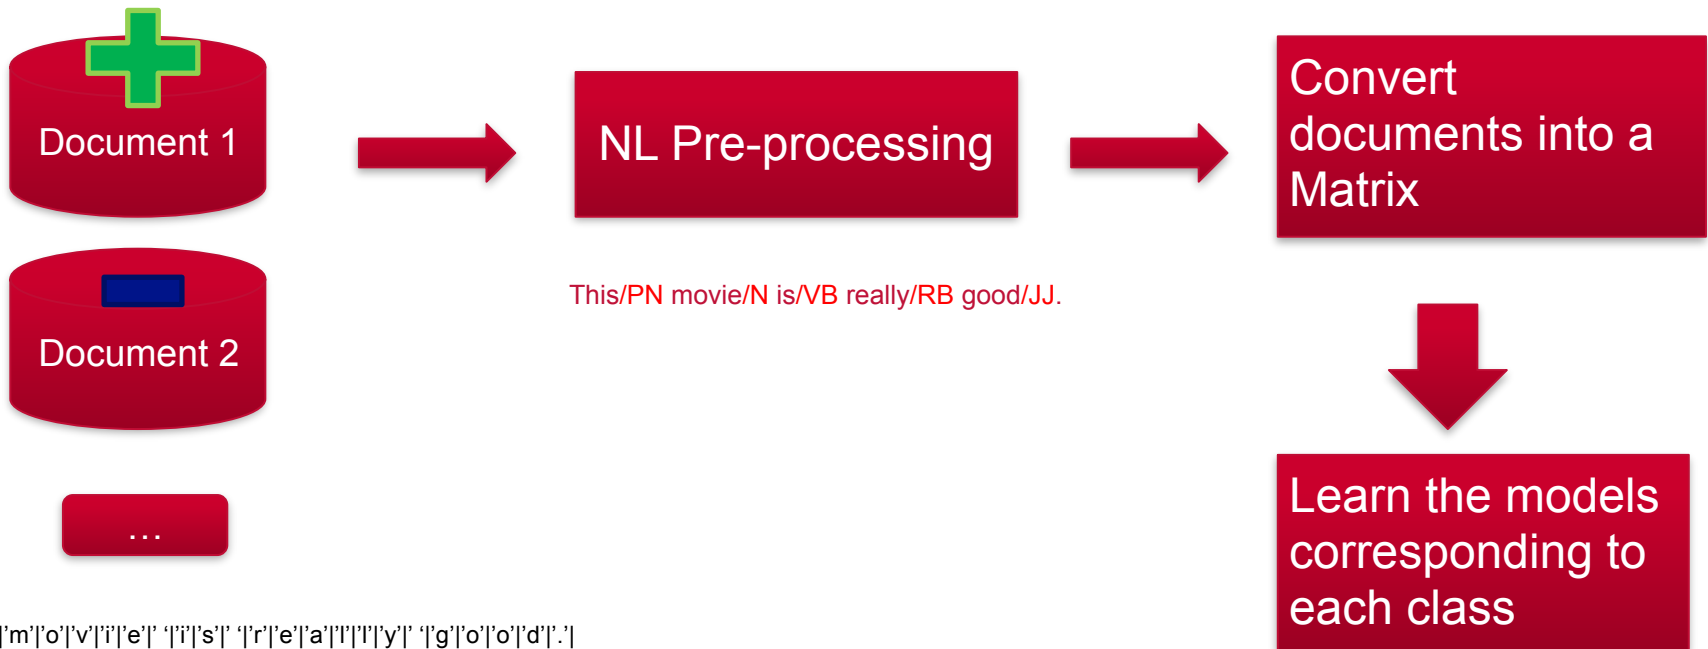 Document 1
NL Pre-processing
Convert
documents into a
Matrix
This/PN movie/N is/VB really/RB good/JJ.
Document 2
...
Learn the models
corresponding to
each class
|'m'|'o'|'v'|'i'|'e'|' '|'i'|'s'|' '|'r'|'e'|'a'|'l'|'l'|'y'|' '|'g'|'o'|'o'|'d'|'.'|